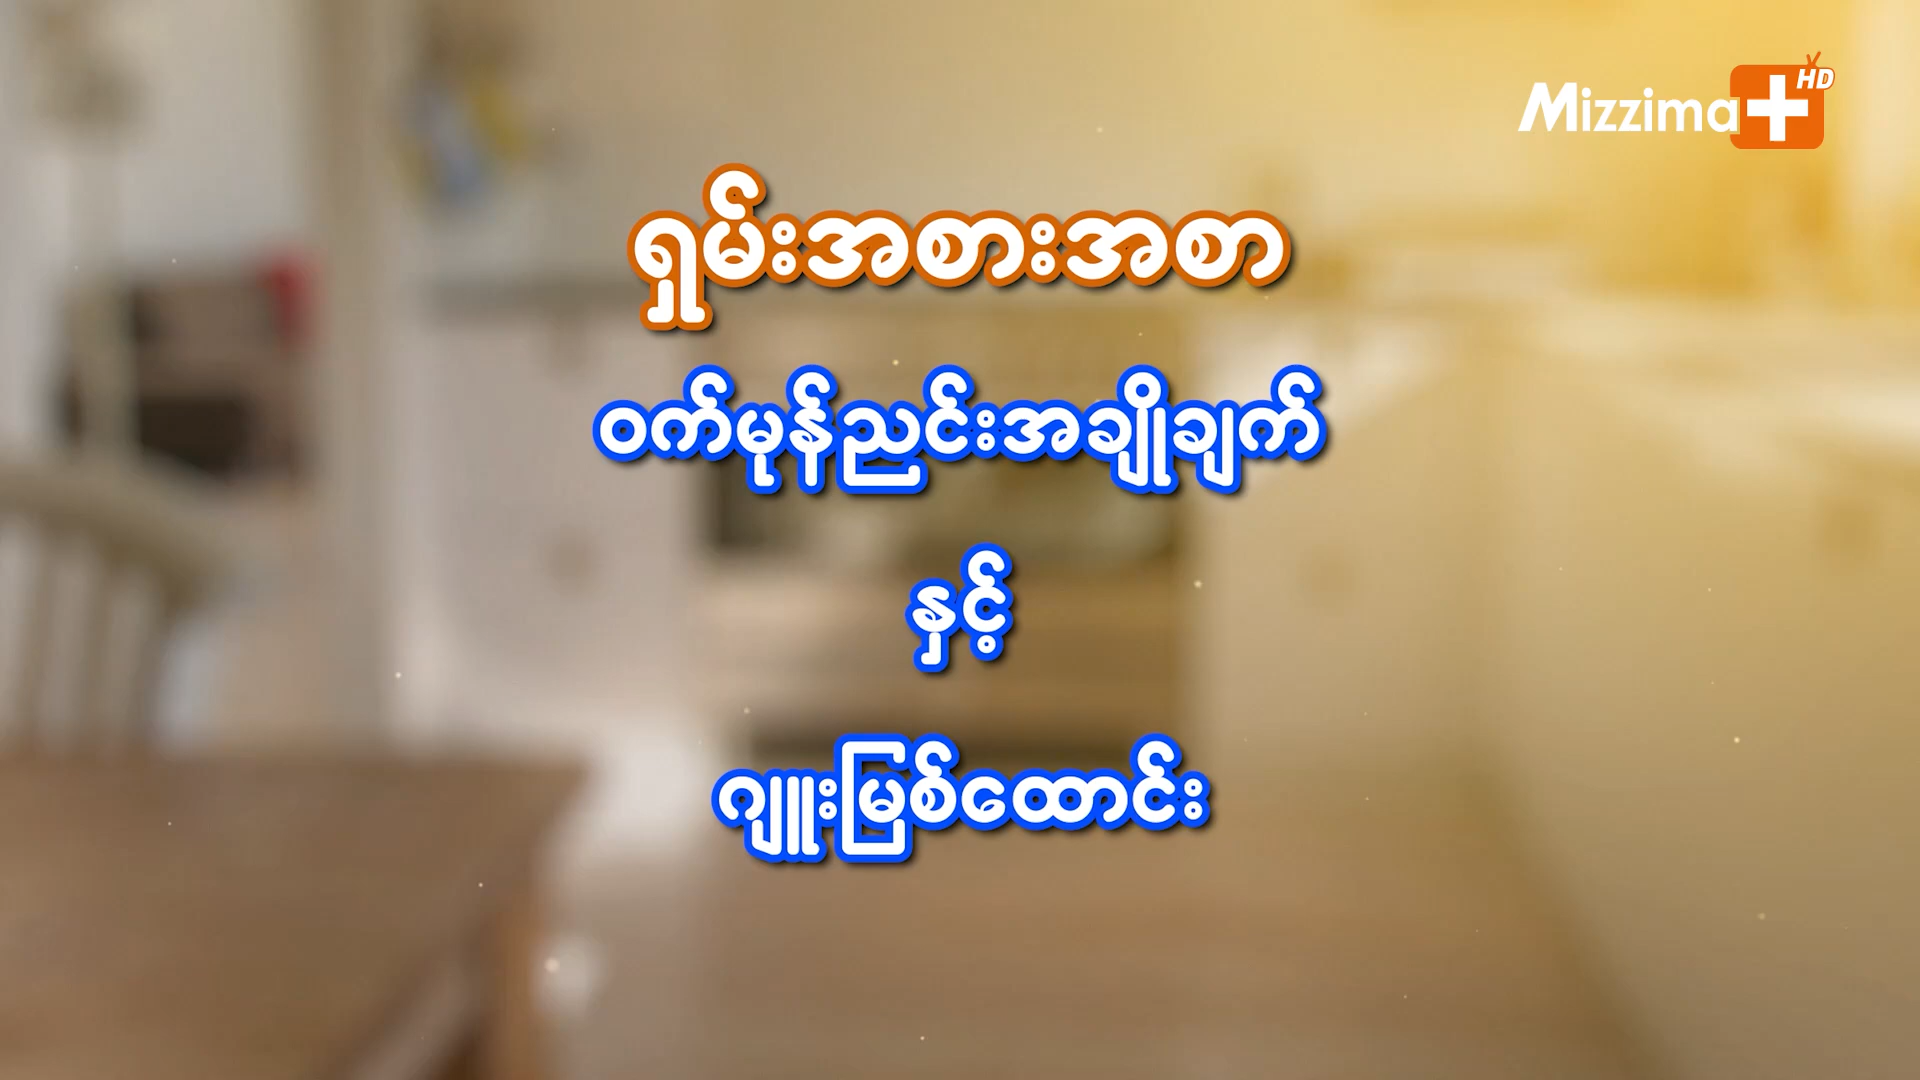 Mizzima+ HD
ရှမ်းအစားအစာ
ဝက်မုန်ညင်းအချိုချက်
နှင့်
ဂျူးမြစ်ထောင်း